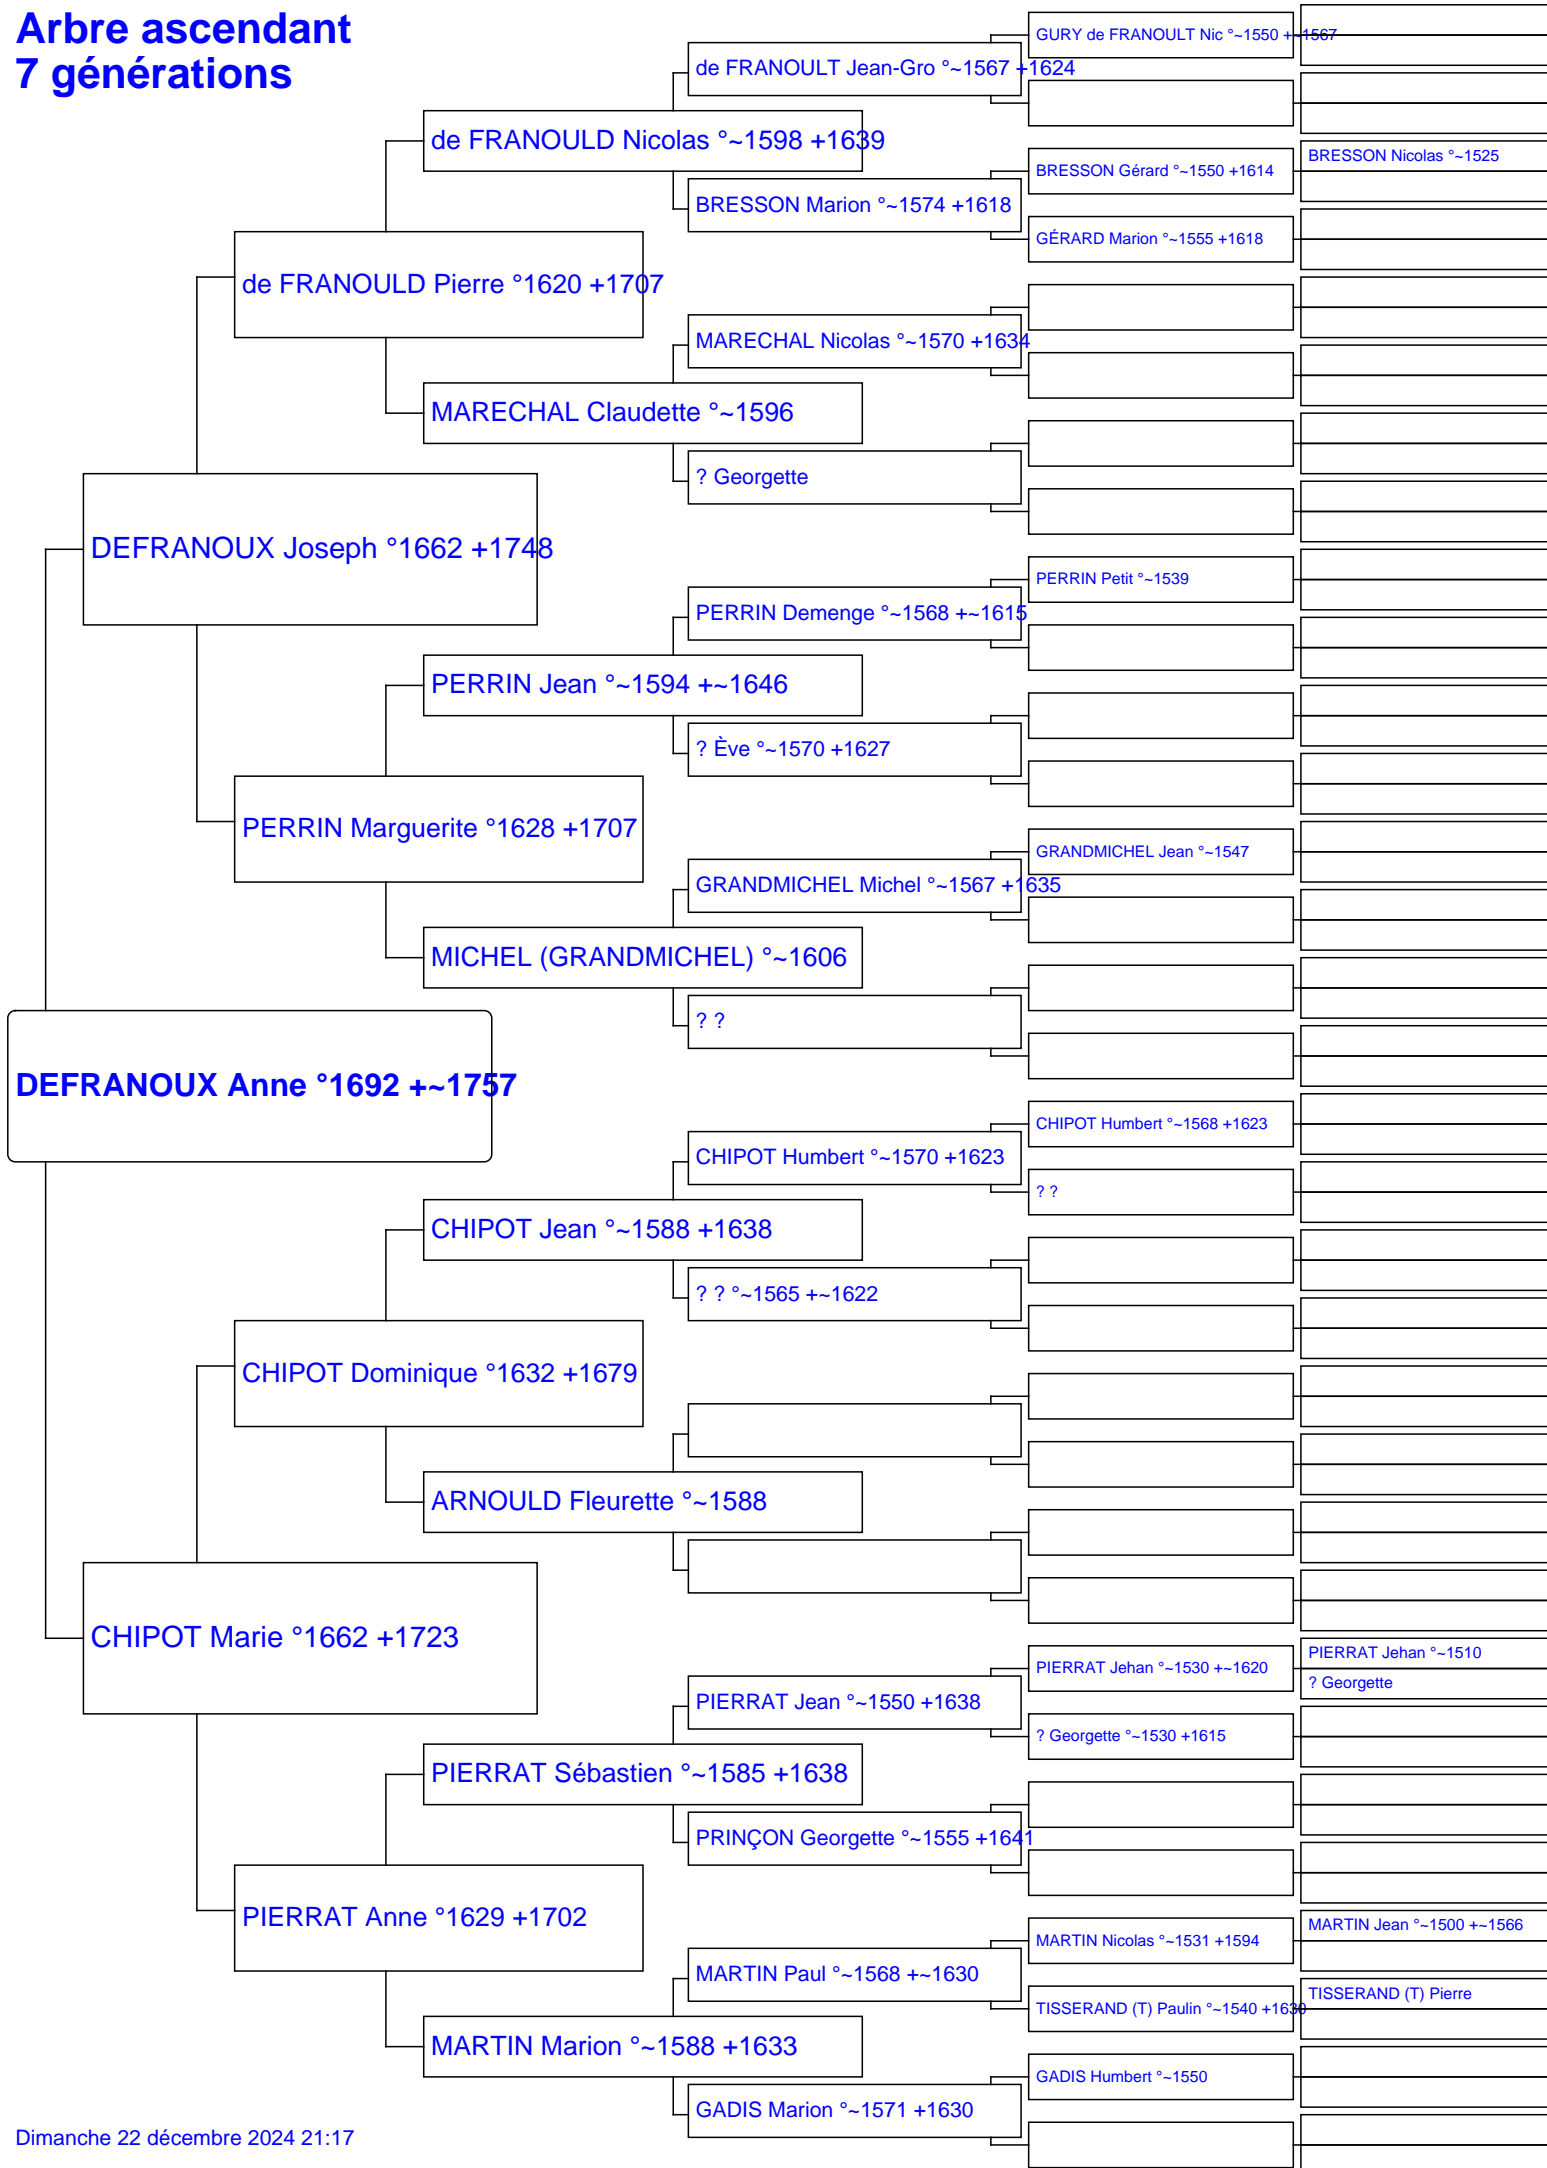 Arbre ascendant
7 générations
GURY de FRANOULT Nic °~1550 +~1567
de FRANOULT Jean-Gro °~1567 +1624
de FRANOULD Nicolas °~1598 +1639
BRESSON Nicolas °~1525
BRESSON Gérard °~1550 +1614
BRESSON Marion °~1574 +1618
GÉRARD Marion °~1555 +1618
de FRANOULD Pierre °1620 +1707
MARECHAL Nicolas °~1570 +1634
MARECHAL Claudette °~1596
? Georgette
DEFRANOUX Joseph °1662 +1748
PERRIN Petit °~1539
PERRIN Demenge °~1568 +~1615
PERRIN Jean °~1594 +~1646
? Ève °~1570 +1627
PERRIN Marguerite °1628 +1707
GRANDMICHEL Jean °~1547
GRANDMICHEL Michel °~1567 +1635
MICHEL (GRANDMICHEL) °~1606
? ?
DEFRANOUX Anne °1692 +~1757
CHIPOT Humbert °~1568 +1623
CHIPOT Humbert °~1570 +1623
? ?
CHIPOT Jean °~1588 +1638
? ? °~1565 +~1622
CHIPOT Dominique °1632 +1679
ARNOULD Fleurette °~1588
CHIPOT Marie °1662 +1723
PIERRAT Jehan °~1510
PIERRAT Jehan °~1530 +~1620
? Georgette
PIERRAT Jean °~1550 +1638
? Georgette °~1530 +1615
PIERRAT Sébastien °~1585 +1638
PRINÇON Georgette °~1555 +1641
PIERRAT Anne °1629 +1702
MARTIN Jean °~1500 +~1566
MARTIN Nicolas °~1531 +1594
MARTIN Paul °~1568 +~1630
TISSERAND (T) Pierre
TISSERAND (T) Paulin °~1540 +1630
MARTIN Marion °~1588 +1633
GADIS Humbert °~1550
GADIS Marion °~1571 +1630
Dimanche 22 décembre 2024 21:17